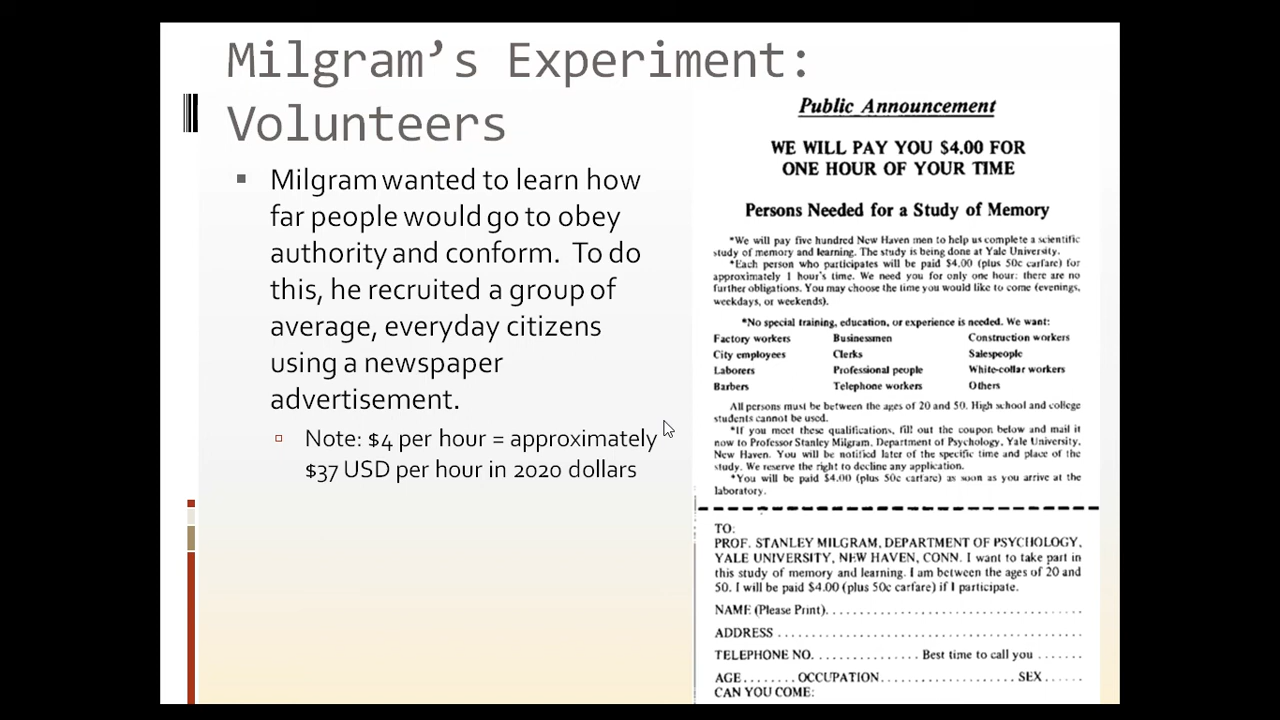 Milgram’s Experiment:
Volunteers
Milgram wanted to learn how
far people would go to obey
authority and conform. To do
this, he recruited a group of
average, everyday citizens
using a newspaper
advertisement.
Note: $4 per hour = approximately
$37 USD per hour in 2020 dollars
Public Announcement
WE WILL PAY YOU $4.00 FOR
ONE HOUR OF YOUR TIME
Persons Needed for a Study of Memory
*We will pay five hundred New Haven men to help us complete a scientific
study of memory and learning. The study is being done at Yale University.
*Each person who participates will be paid $4.00 (plus 50c carfare) for
approximately 1 hour's time. We need you for only one hour: there are no
further obligations. You may choose the time you would like to come (evenings,
weekdays, or weekends).
*No special training, education, or experience is needed. We want:
Factory workers Businessmen Construction workers
City employees Clerks Salespeople
Laborers Professional people White-collar workers
Barbers Telephone workers Others
All persons must be between the ages of 20 and 50. High school and college
students cannot be used.
*If you meet these qualifications, fill out the coupon below and mail it
now to Professor Stanley Milgram, Department of Psychology, Yale University,
New Haven. You will be notified later of the specific time and place of the
study. We reserve the right to decline any application.
*You will be paid $4.00 (plus 50c carfare) as soon as you arrive at the
laboratory.
TO:
PROF. STANLEY MILGRAM, DEPARTMENT OF PSYCHOLOGY,
YALE UNIVERSITY, NEW HAVEN, CONN. I want to take part in
this study of memory and learning. I am between the ages of 20 and
50. I will be paid $4.00 (plus 50c carfare) if I participate.
NAME (Please Print). . . . . . . . . . . . . . . . . . . . . . . . . . . . . . . . . . .
ADDRESS . . . . . . . . . . . . . . . . . . . . . . . . . . . . . . . . . . . . . . . . . .
TELEPHONE NO. . . . . . . . . . . . . . . Best time to call you . . . . . . .
AGE. . . . . . . . OCCUPATION. . . . . . . . . . . . . . . . . . . . SEX. . . . . .
CAN YOU COME: